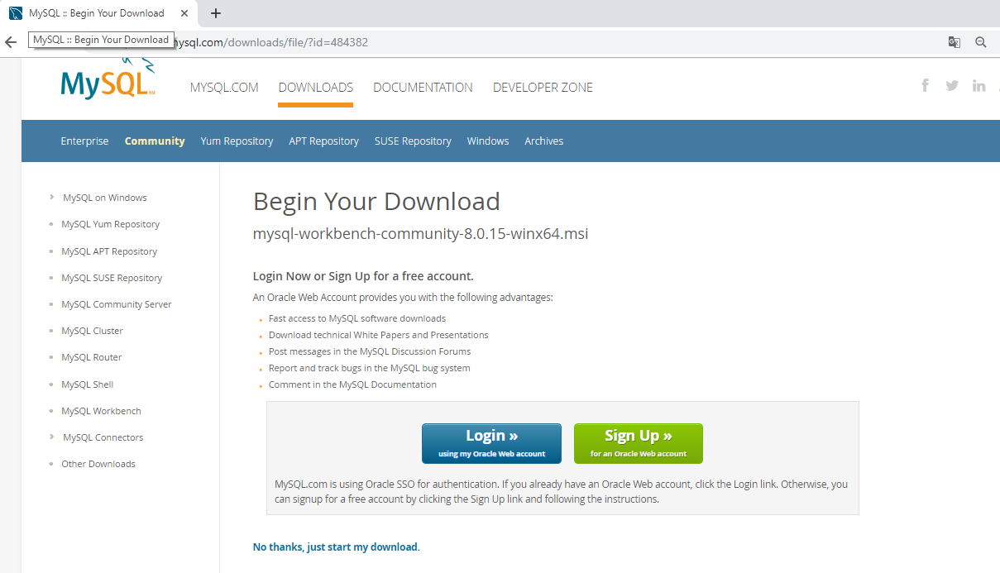 MySQL :: Begin Your Download
MySQL :: Begin Your Download
mysql.com/downloads/file/?id=484382
MySQL™
MYSQL.COM DOWNLOADS DOCUMENTATION DEVELOPER ZONE
Enterprise Community Yum Repository APT Repository SUSE Repository Windows Archives
MySQL on Windows
MySQL Yum Repository
MySQL APT Repository
MySQL SUSE Repository
MySQL Community Server
MySQL Cluster
MySQL Router
MySQL Shell
MySQL Workbench
MySQL Connectors
Other Downloads
Begin Your Download
mysql-workbench-community-8.0.15-winx64.msi
Login Now or Sign Up for a free account.
An Oracle Web Account provides you with the following advantages:
Fast access to MySQL software downloads
Download technical White Papers and Presentations
Post messages in the MySQL Discussion Forums
Report and track bugs in the MySQL bug system
Comment in the MySQL Documentation
Login »
using my Oracle Web account
Sign Up »
for an Oracle Web account
MySQL.com is using Oracle SSO for authentication. If you already have an Oracle Web account, click the Login link. Otherwise, you
can signup for a free account by clicking the Sign Up link and following the instructions.
No thanks, just start my download.